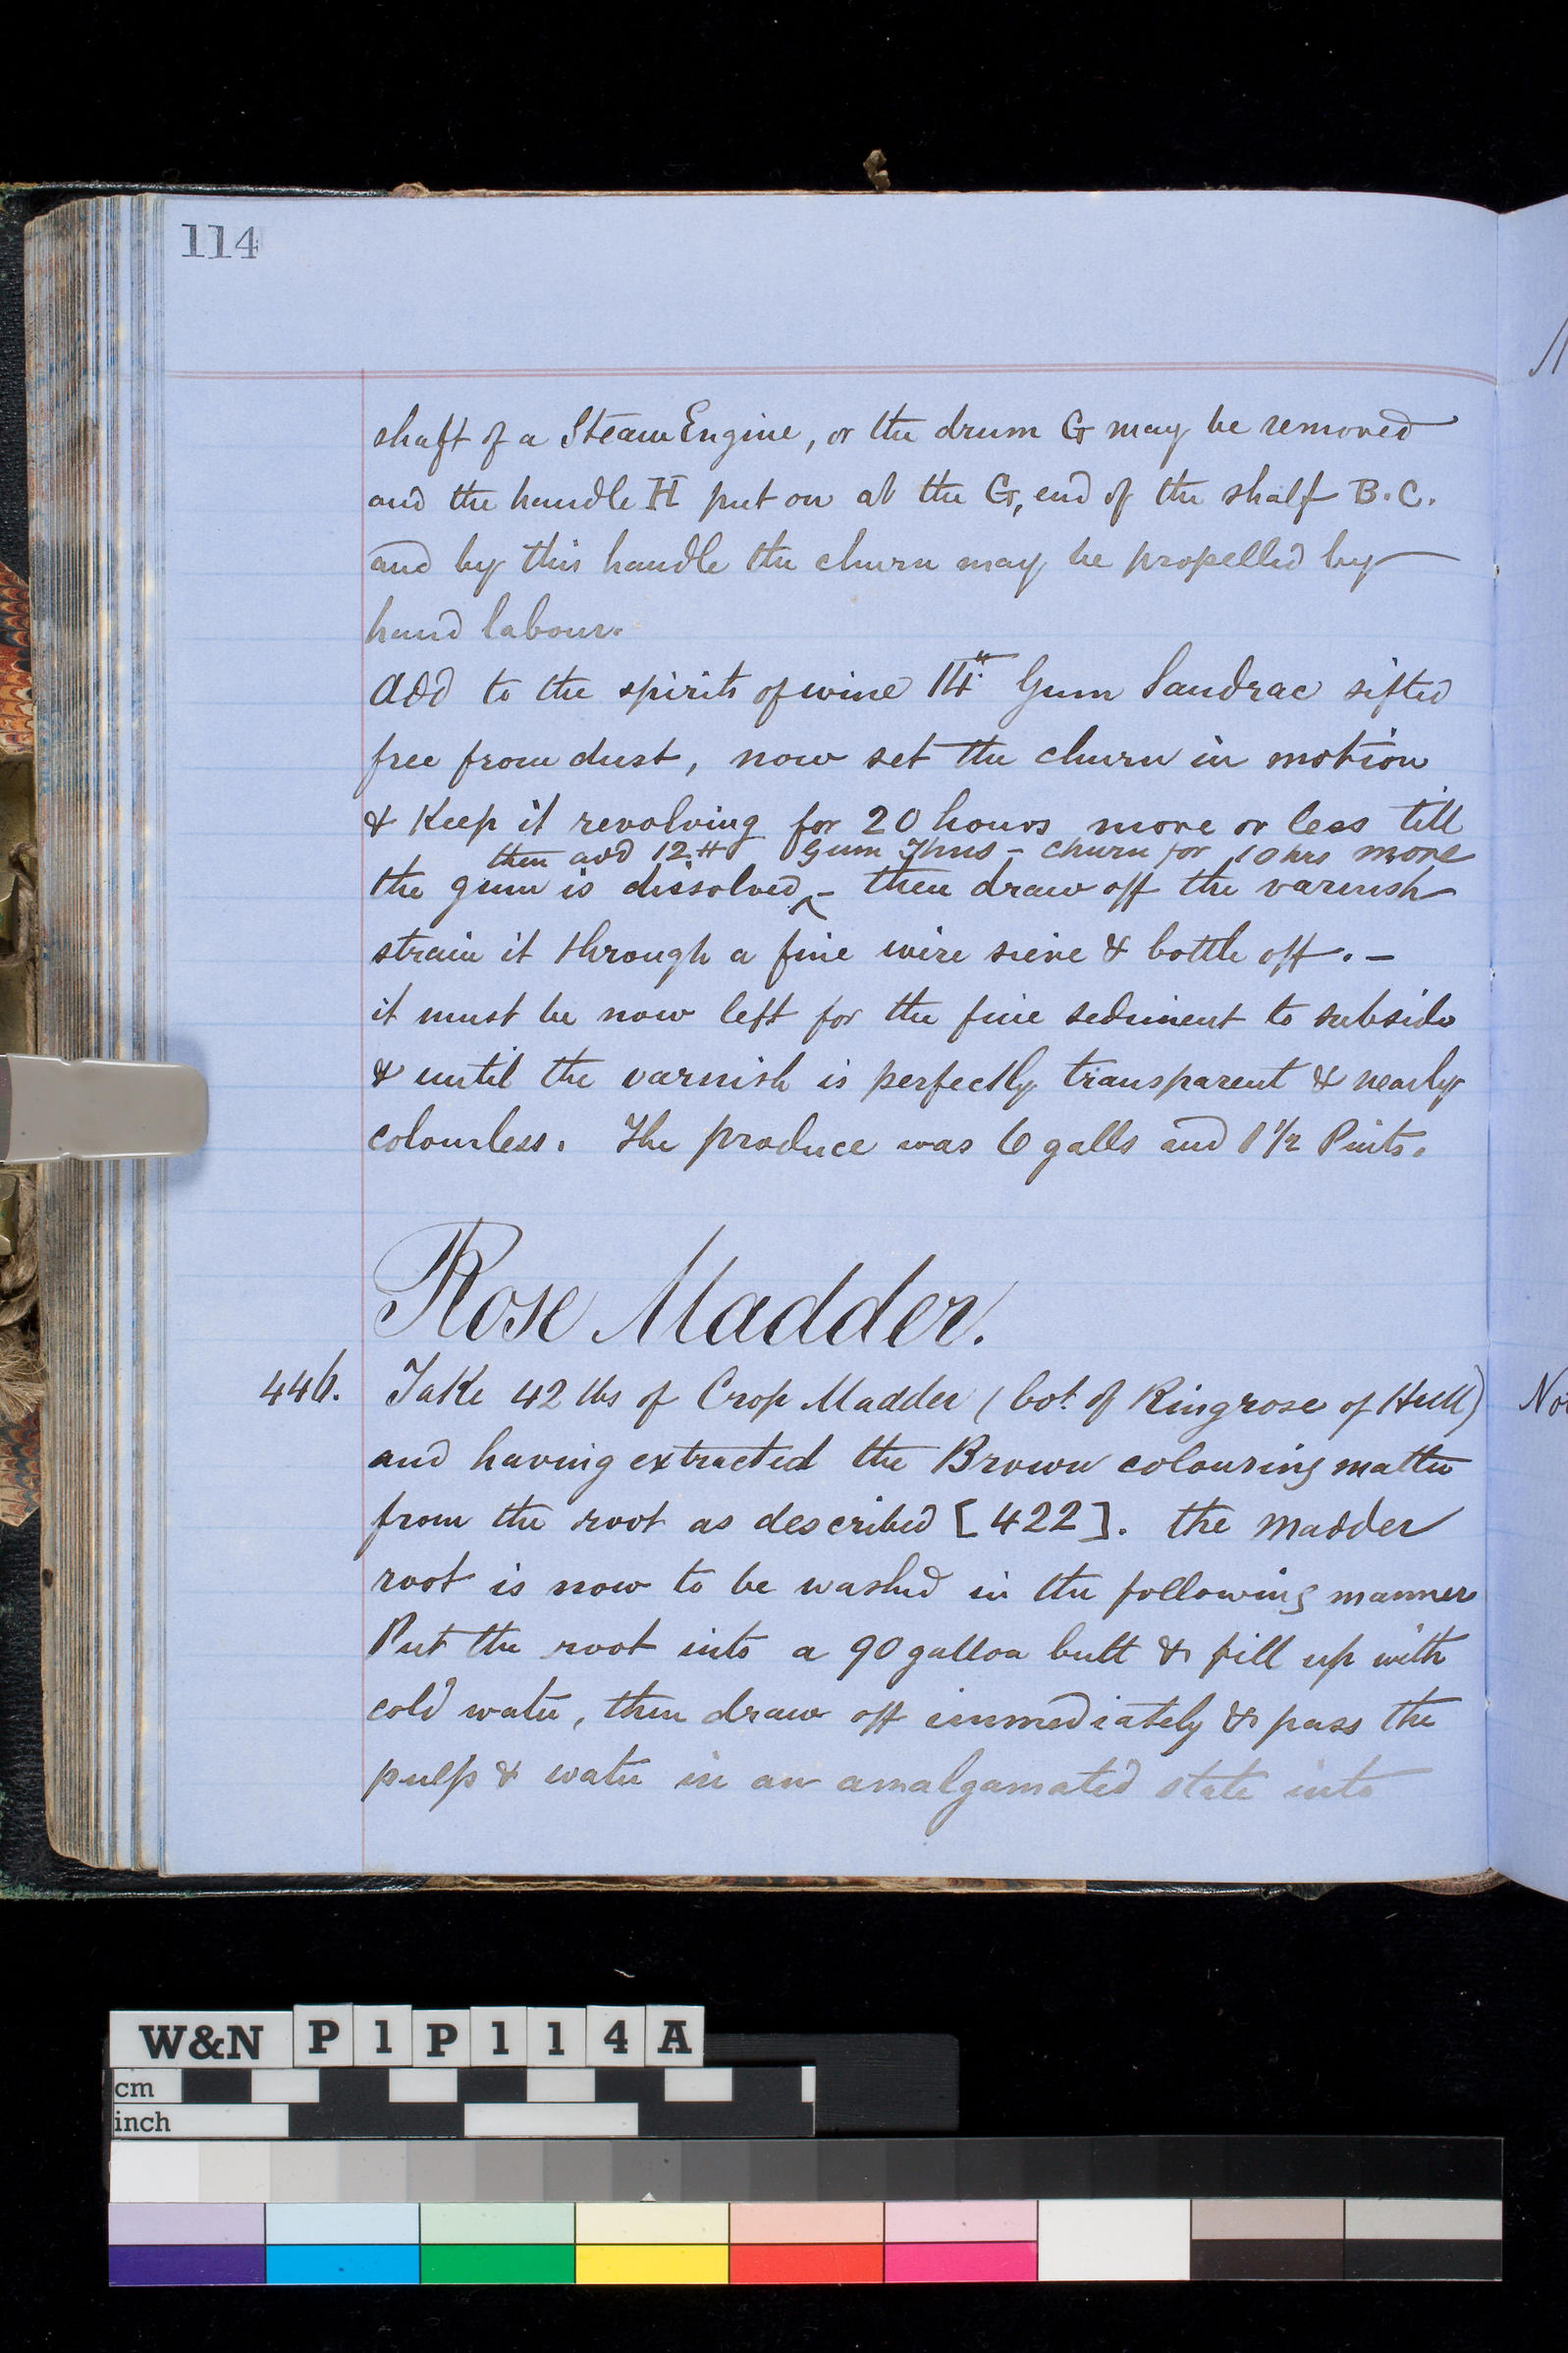 114
shaft of a Steam Engine, or the drum G may be removed
and the handle H put on at the G, end of the shaft B.C.
and by this handle the churn may be propelled by
hand labour.
Add to the spirits of wine Gum Sandrac sifted
free from dust, now set the churn in motion
& Keep it revolving for 20 hours more or less till
then add 12 # Gum Thus - churn for 10 hrs more
the gum is dissolved, - then draw off the varnish
strain it through a fine wire sieve & bottle off. -
it must be now left for the fine sediment to subside
& until the varnish is perfectly transparent & nearly
colourless. The produce was 6 galls and 1 1/2 Pints.
Rose Madder.
446. Take 42 lbs of Crop Madder (bot. of Ringrose of Hull)
and having extracted the Brown colouring matter
from the root as described [422]. the madder
root is now to be washed in the following manner
Put the root into a 90 gallon butt & fill up with
cold water, then draw off immediately & pass the
pulp & water in an amalgamated state into
W&N P1P114A
cm
inch